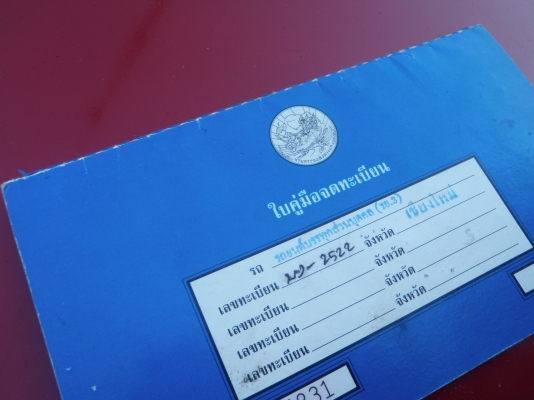 ใบคู่มือจดทะเบียน
รถ รถยนต์บรรทุกส่วนบุคคล (รย.3)
เลขทะเบียน 2522 จังหวัด เชียงใหม่
เลขทะเบียน จังหวัด
เลขทะเบียน จังหวัด
เลขทะเบียน จังหวัด
831